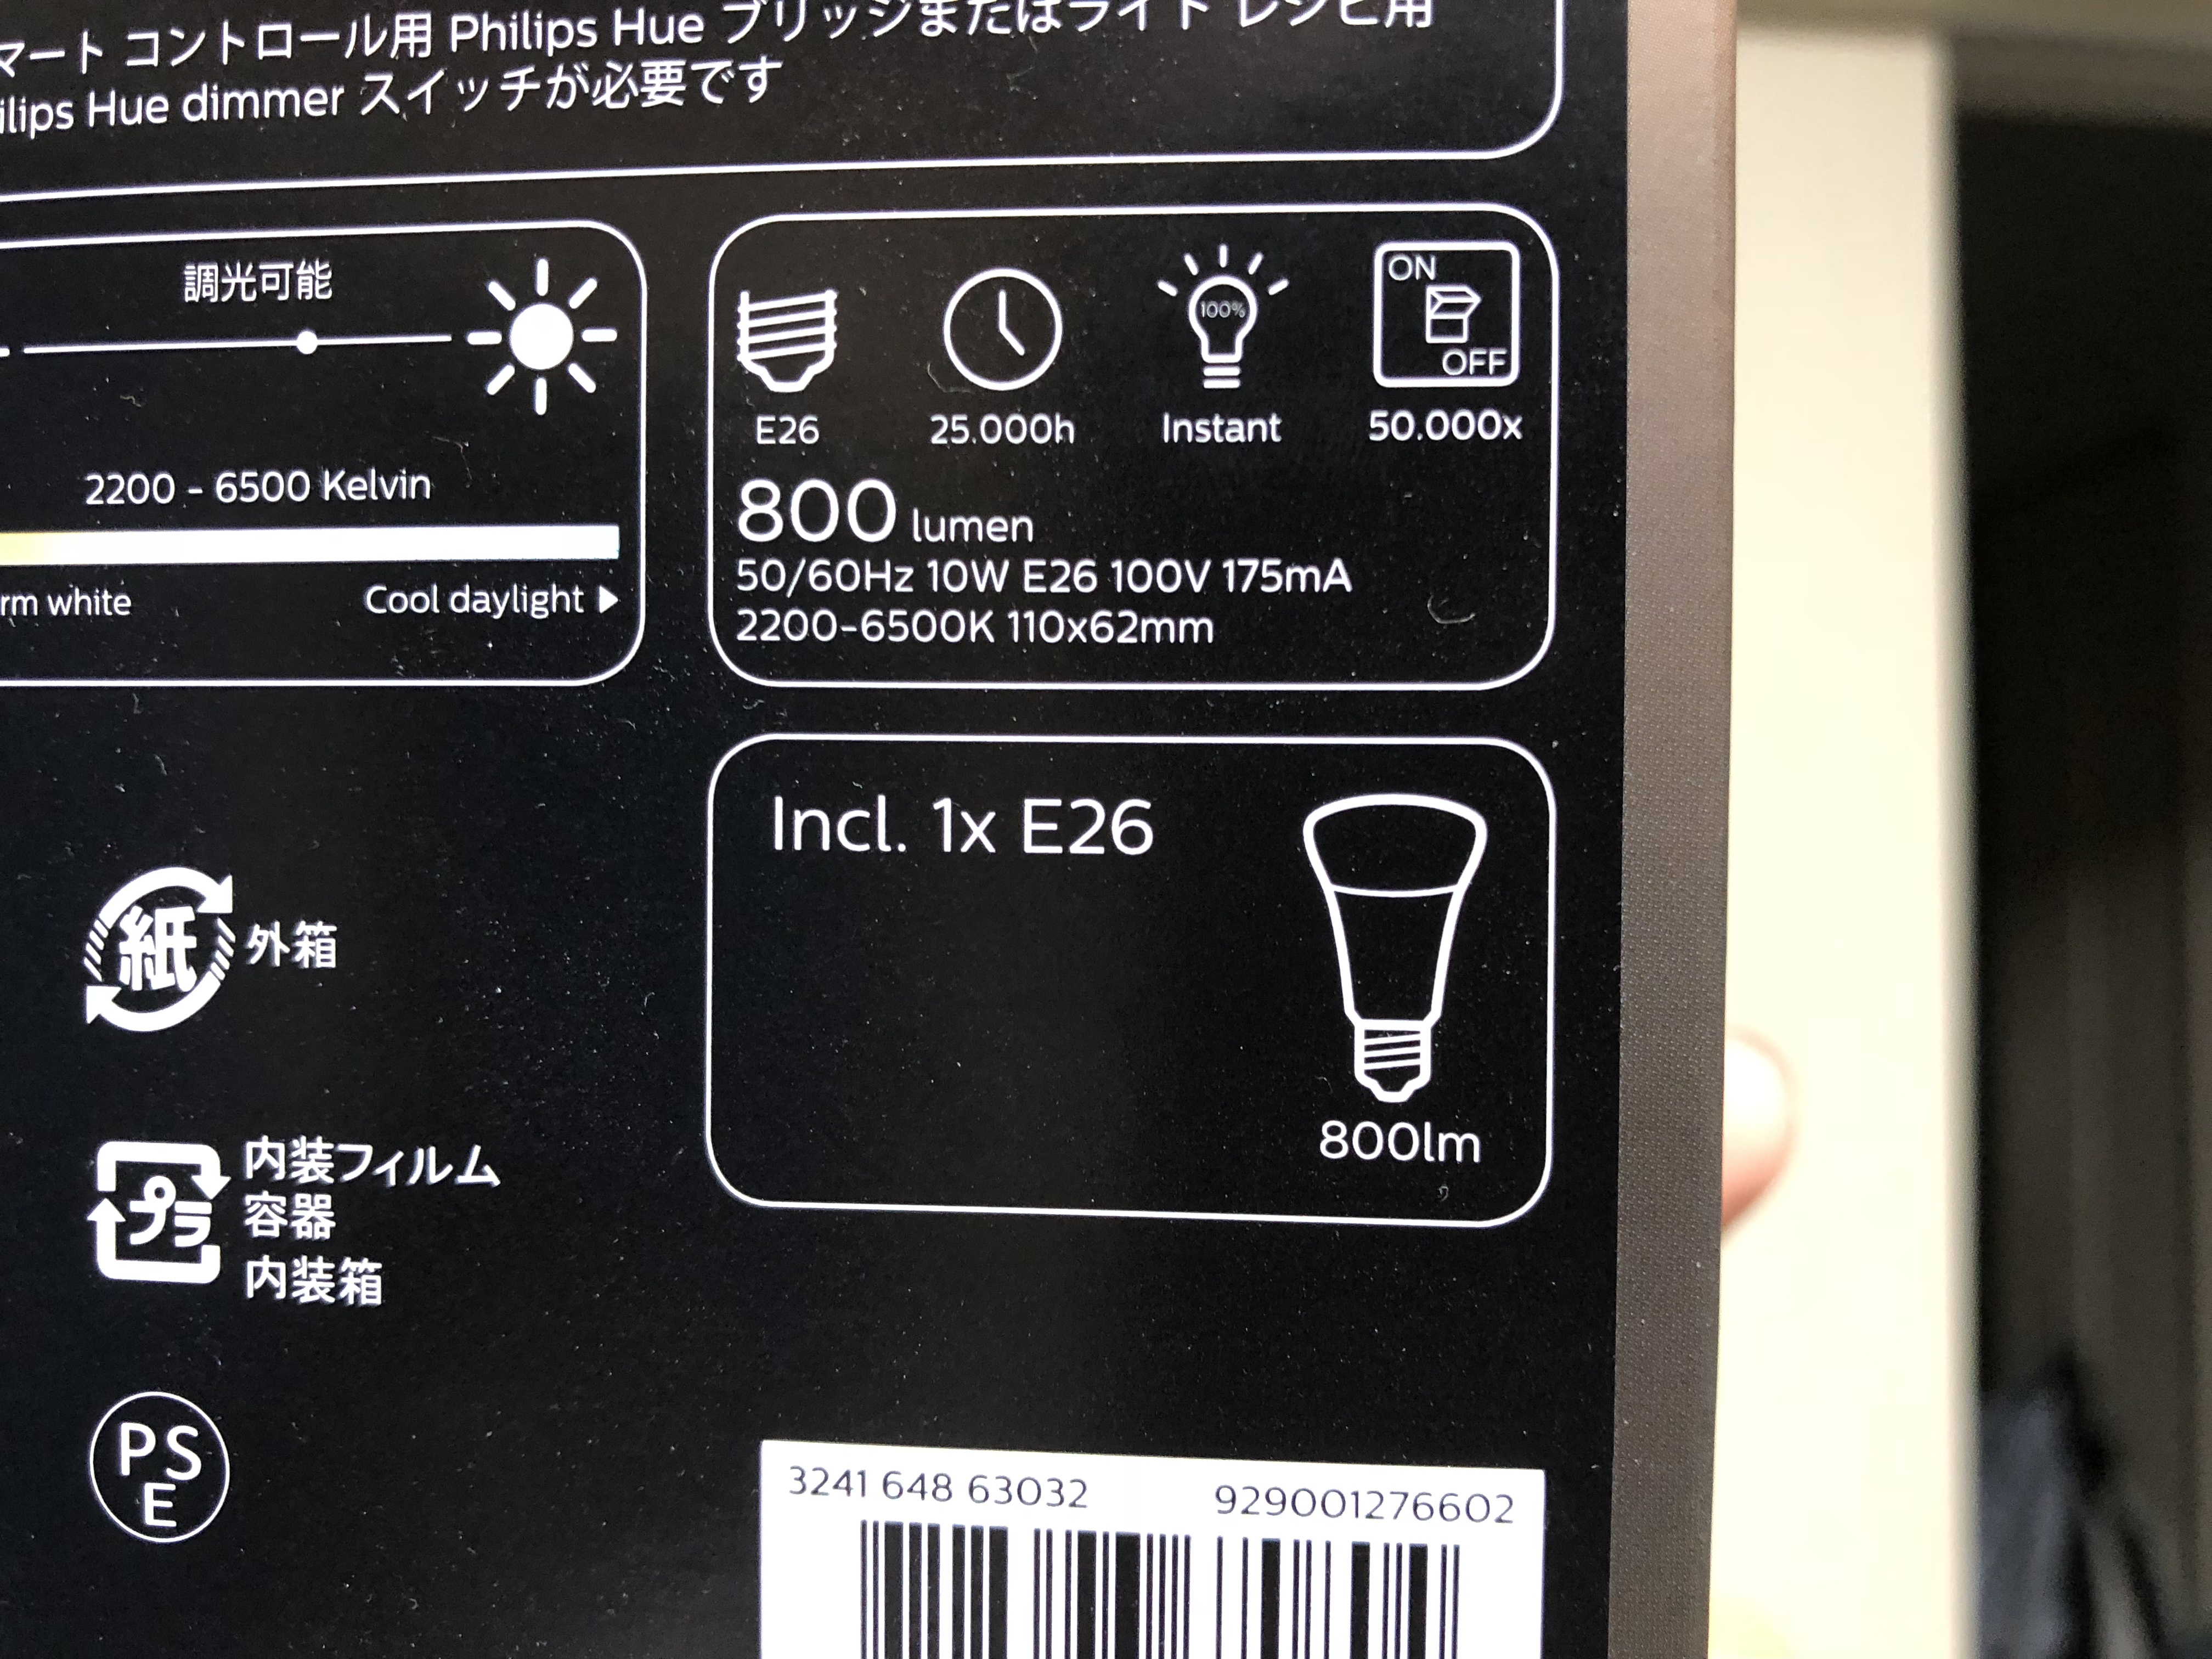 マート コントロール用 Philips Hue ブリッジまたはライト レシピ用
ilips Hue dimmer スイッチが必要です
調光可能
2200 - 6500 Kelvin
rm white
Cool daylight
E26
25.000h
100%
Instant
ON
OFF
50.000x
800 lumen
50/60Hz 10W E26 100V 175mA
2200-6500K 110x62mm
Incl. 1x E26
800lm
紙 外箱
プラ
内装フィルム
容器
内装箱
PS
E
3241 648 63032
929001276602